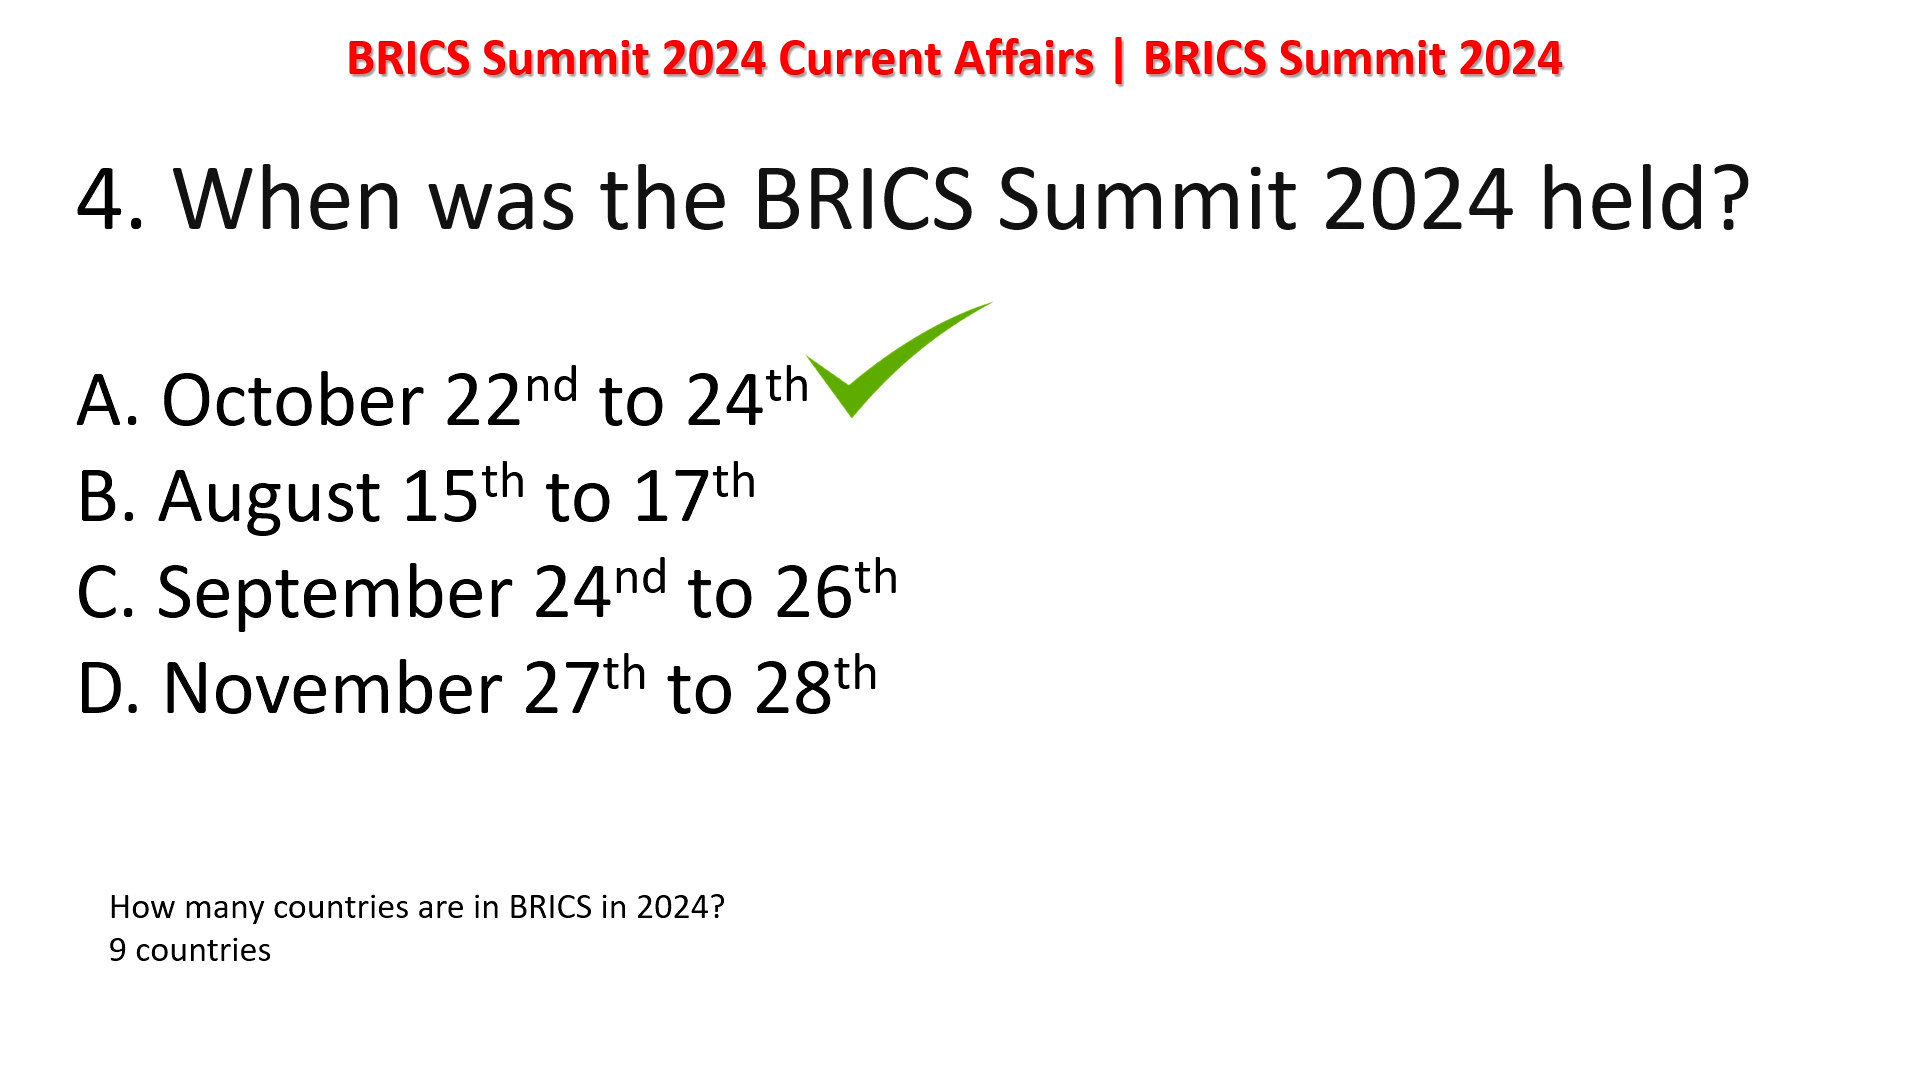 BRICS Summit 2024 Current Affairs | BRICS Summit 2024
4. When was the BRICS Summit 2024 held?
A. October 22nd to 24th
B. August 15th to 17th
C. September 24nd to 26th
D. November 27th to 28th
How many countries are in BRICS in 2024?
9 countries